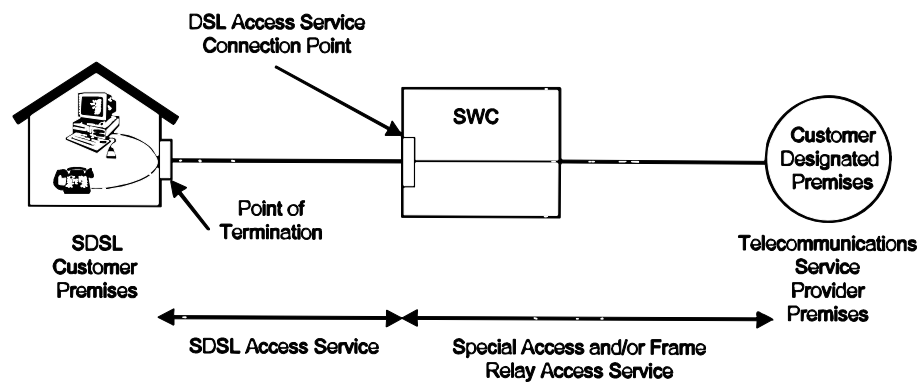 DSL Access Service
Connection Point
SWC
Customer
Designated
Premises
Point of
Termination
SDSL
Customer
Premises
Telecommunications
Service
Provider
Premises
SDSL Access Service
Special Access and/or Frame
Relay Access Service